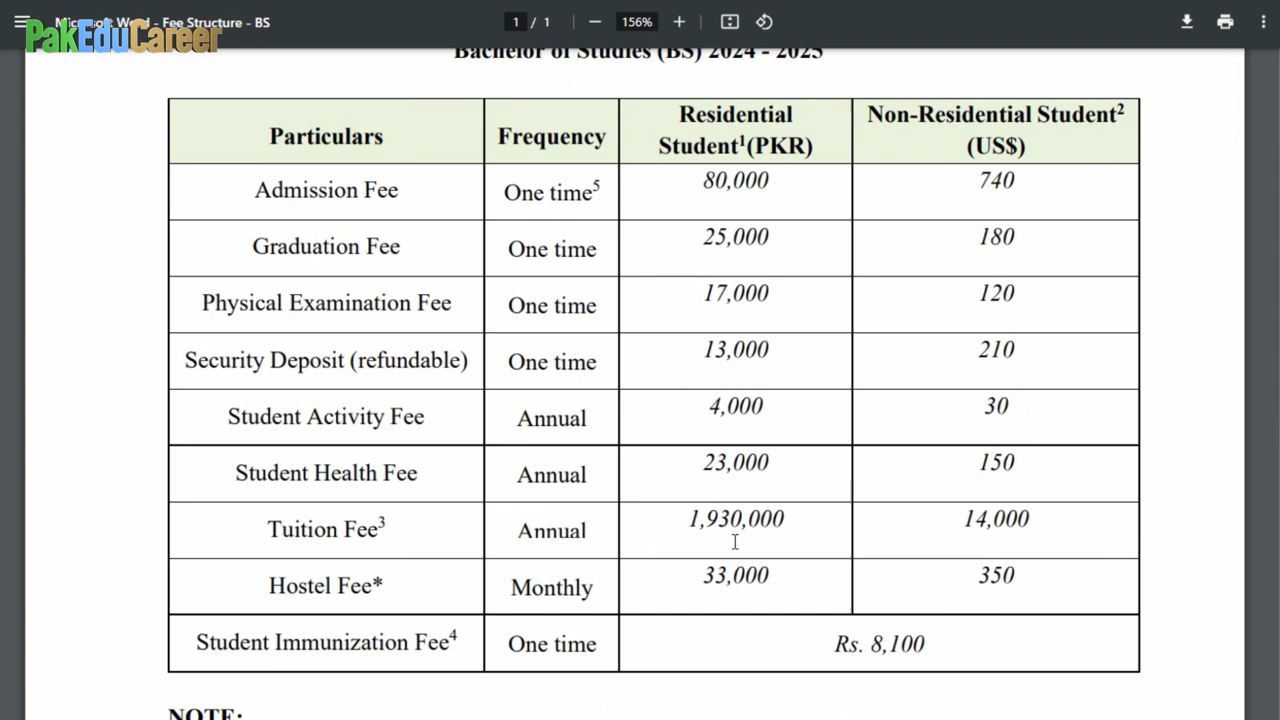 Microsoft Word - Fee Structure - BS
1 / 1
156%
PakEduCareer
Bachelor of Studies (BS) 2024 - 2025
Particulars Frequency Residential Student¹(PKR) Non-Residential Student² (US$)
Admission Fee One time⁵ 80,000 740
Graduation Fee One time 25,000 180
Physical Examination Fee One time 17,000 120
Security Deposit (refundable) One time 13,000 210
Student Activity Fee Annual 4,000 30
Student Health Fee Annual 23,000 150
Tuition Fee³ Annual 1,930,000 14,000
Hostel Fee* Monthly 33,000 350
Student Immunization Fee⁴ One time Rs. 8,100
NOTE: